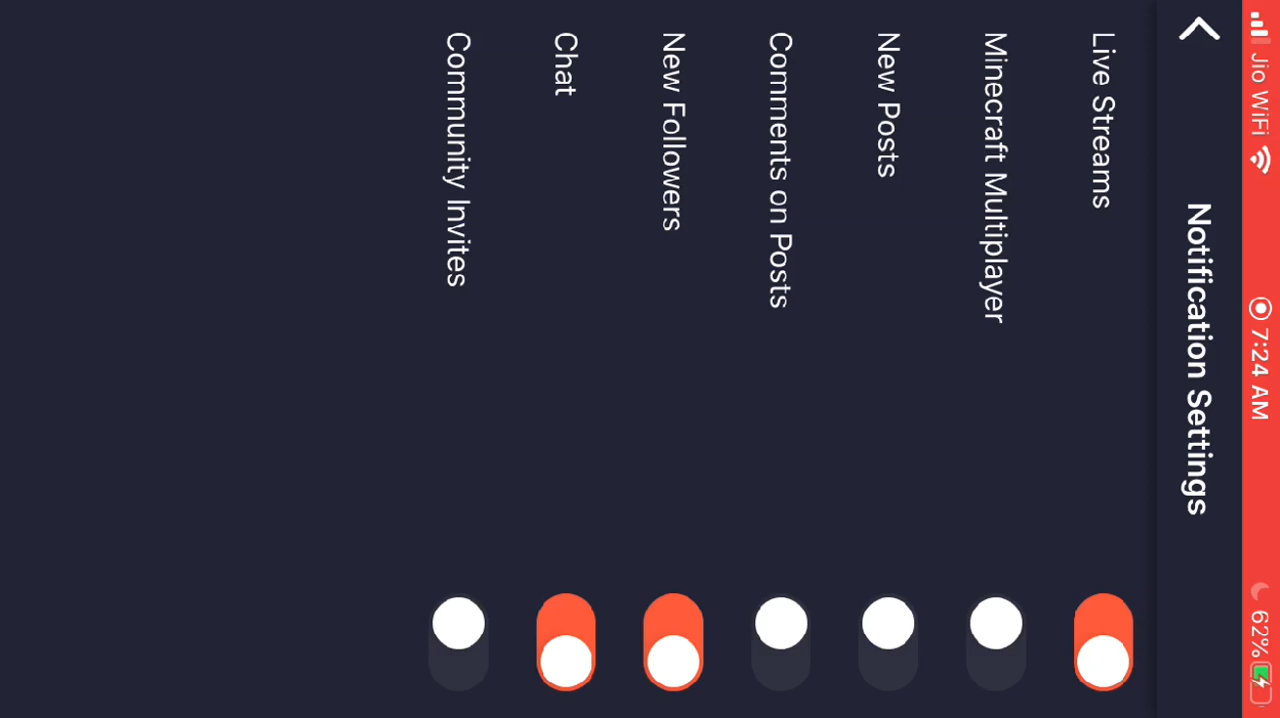 Jio WiFi 7:24 AM 62%
Notification Settings
Live Streams
Minecraft Multiplayer
New Posts
Comments on Posts
New Followers
Chat
Community Invites